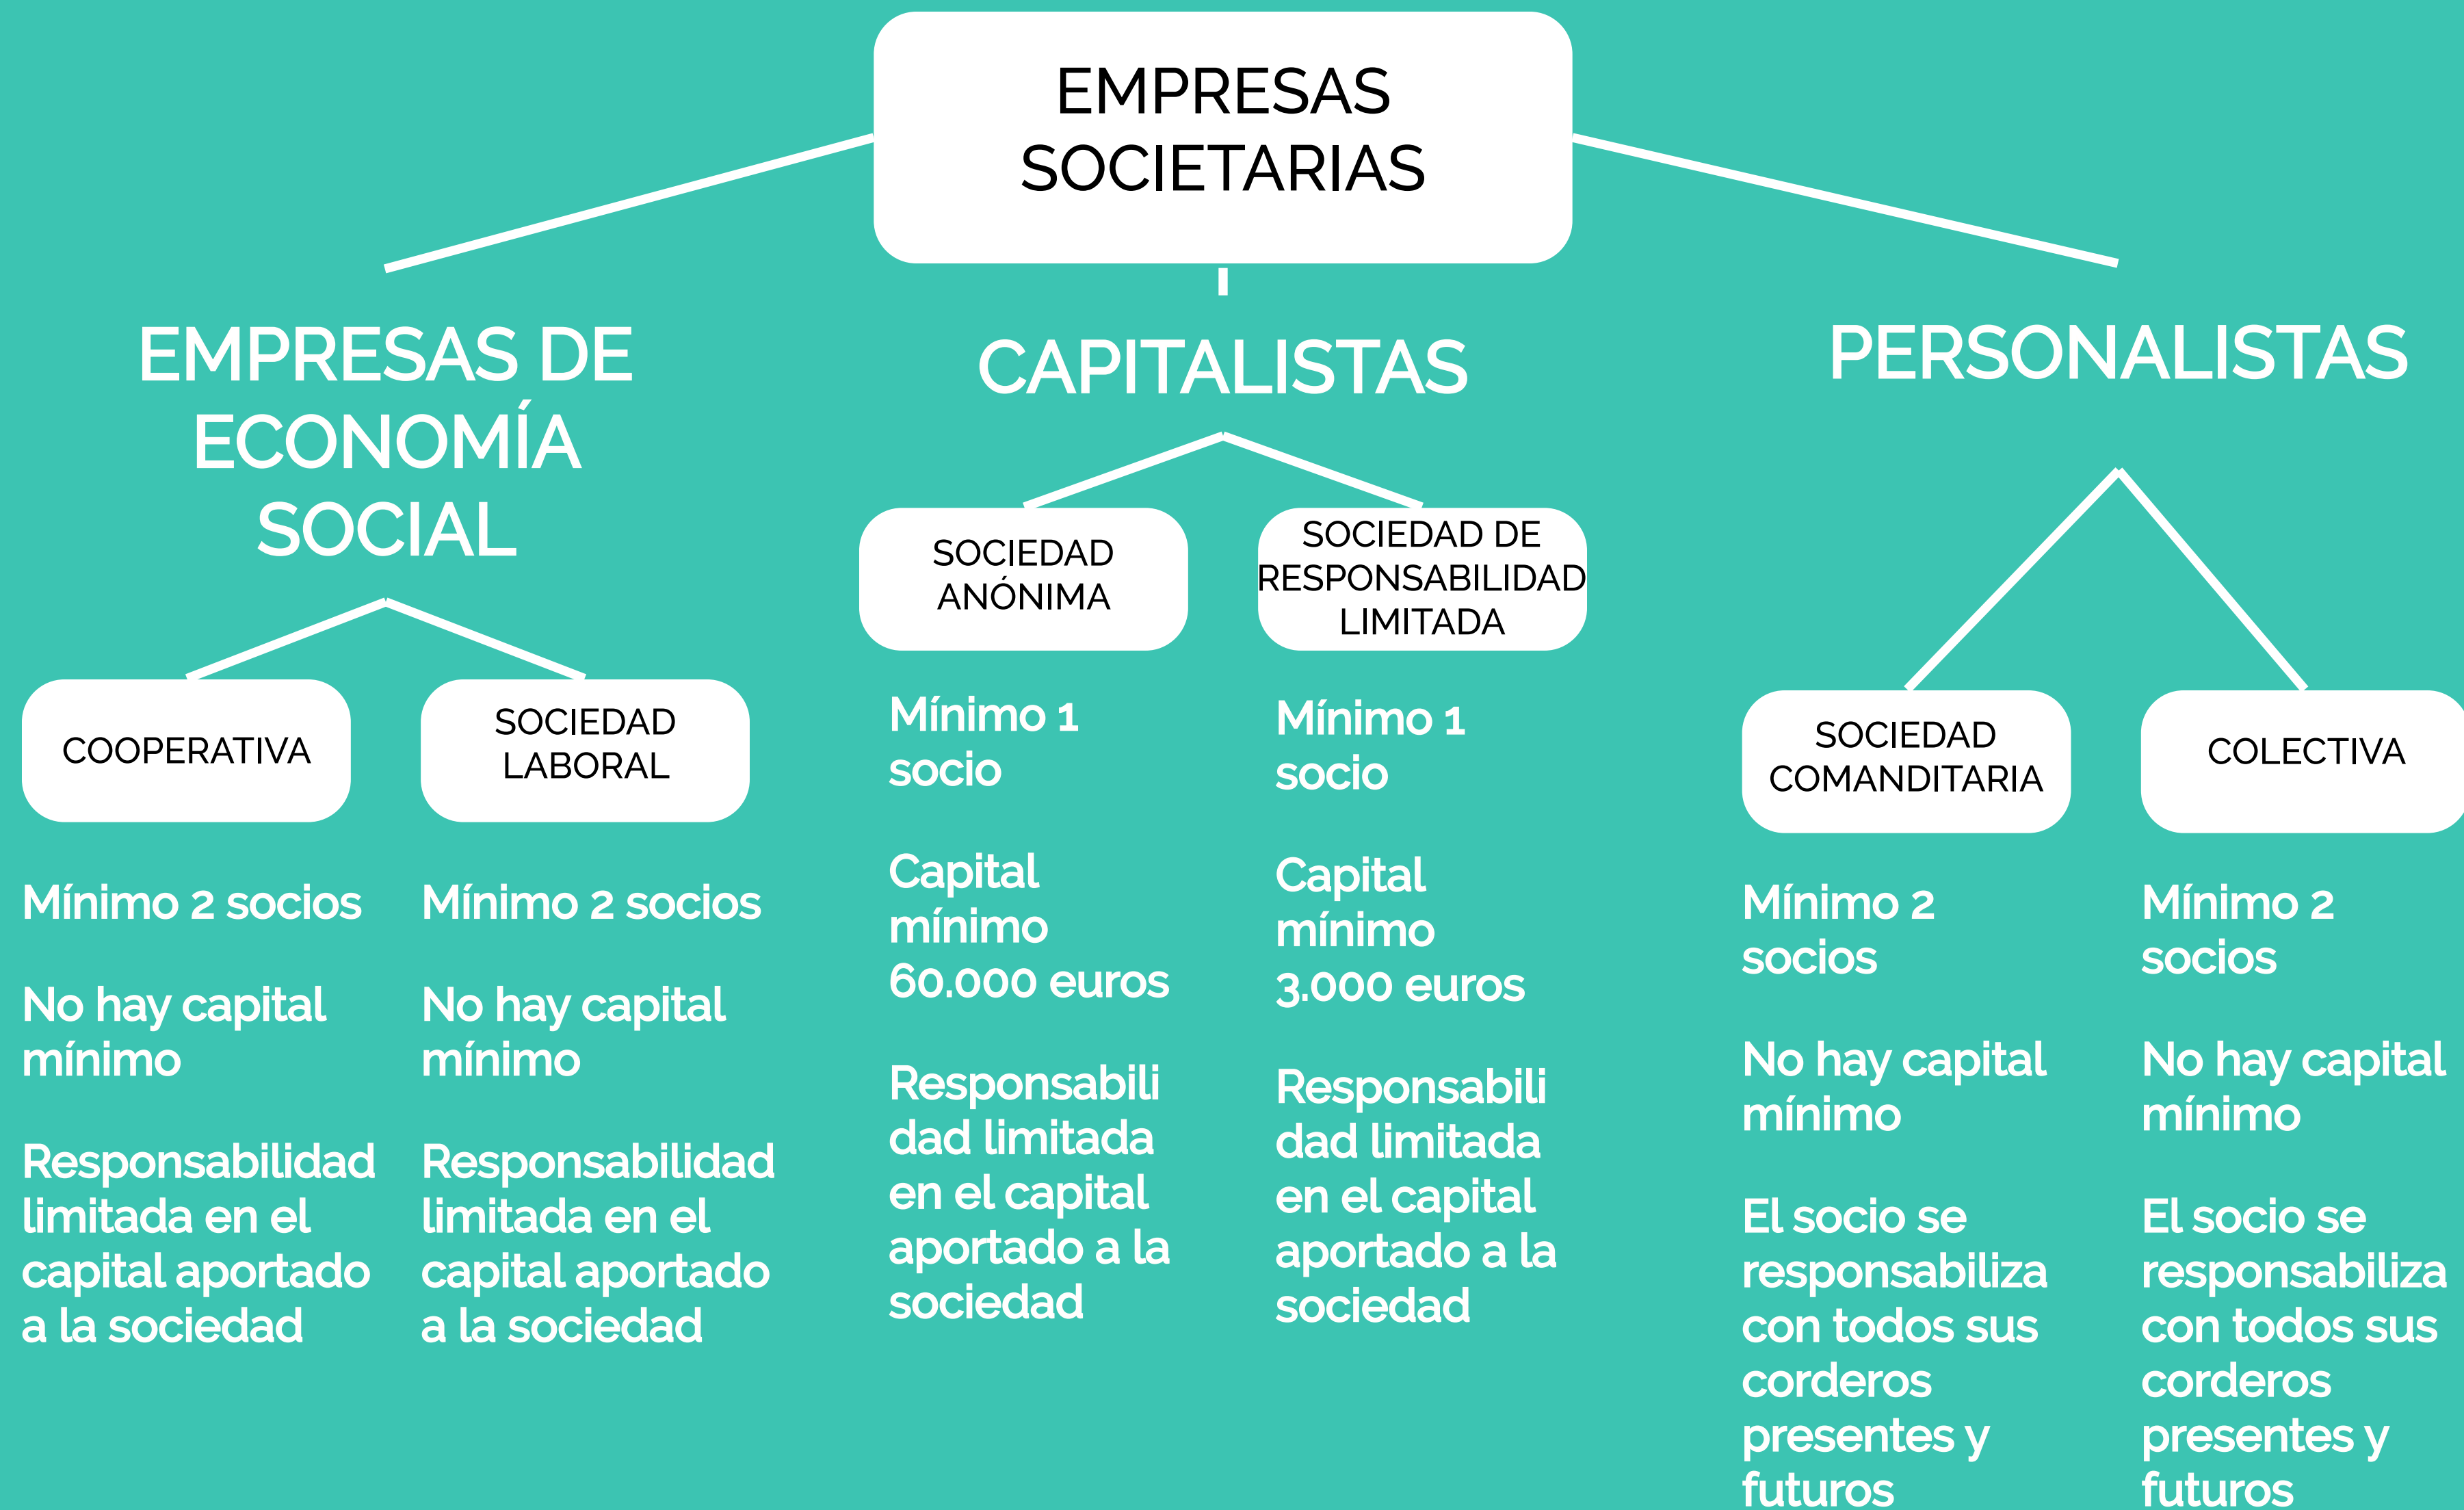 EMPRESAS
SOCIETARIAS
EMPRESAS DE
ECONOMÍA
SOCIAL
COOPERATIVA
Mínimo 2 socios
No hay capital
mínimo
Responsabilidad
limitada en el
capital aportado
a la sociedad
SOCIEDAD
LABORAL
Mínimo 2 socios
No hay capital
mínimo
Responsabilidad
limitada en el
capital aportado
a la sociedad
CAPITALISTAS
SOCIEDAD
ANÓNIMA
Mínimo 1
socio
Capital
mínimo
60.000 euros
Responsabili
dad limitada
en el capital
aportado a la
sociedad
SOCIEDAD DE
RESPONSABILIDAD
LIMITADA
Mínimo 1
socio
Capital
mínimo
3.000 euros
Responsabili
dad limitada
en el capital
aportado a la
sociedad
PERSONALISTAS
SOCIEDAD
COMANDITARIA
Mínimo 2
socios
No hay capital
mínimo
El socio se
responsabiliza
con todos sus
corderos
presentes y
futuros
COLECTIVA
Mínimo 2
socios
No hay capital
mínimo
El socio se
responsabiliza
con todos sus
corderos
presentes y
futuros